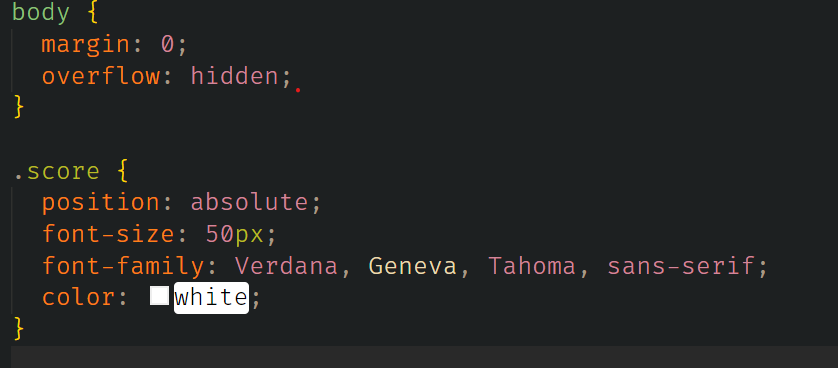 body {
  margin: 0;
  overflow: hidden;
}

.score {
  position: absolute;
  font-size: 50px;
  font-family: Verdana, Geneva, Tahoma, sans-serif;
  color: white;
}